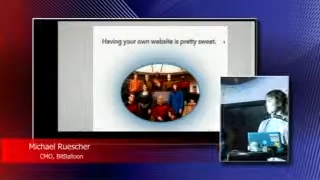 Having your own website is pretty sweet.
Michael Ruescher
CMO, BitBalloon